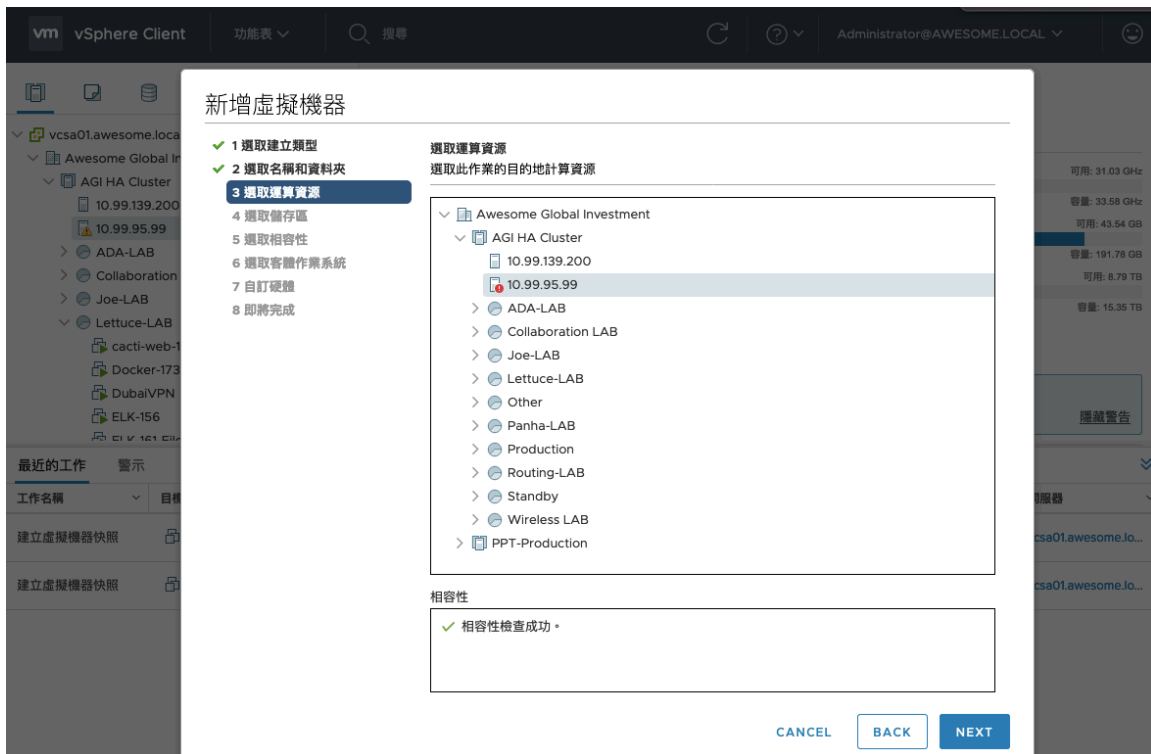 vm vSphere Client 功能表 搜尋 Administrator@AWESOME.LOCAL
新增虛擬機器
vcsa01.awesome.loca
Awesome Global In
AGI HA Cluster
10.99.139.200
10.99.95.99
ADA-LAB
Collaboration
Joe-LAB
Lettuce-LAB
cacti-web-1
Docker-173
DubaiVPN
ELK-156
ELK-161
1 選取建立類型
2 選取名稱和資料夾
3 選取運算資源
4 選取儲存區
5 選取相容性
6 選取客體作業系統
7 自訂硬體
8 即將完成
選取運算資源
選取此作業的目的地計算資源
Awesome Global Investment
AGI HA Cluster
10.99.139.200
10.99.95.99
ADA-LAB
Collaboration LAB
Joe-LAB
Lettuce-LAB
Other
Panha-LAB
Production
Routing-LAB
Standby
Wireless LAB
PPT-Production
相容性
相容性檢查成功。
CANCEL BACK NEXT
可用: 31.03 GHz
容量: 33.58 GHz
可用: 43.54 GB
容量: 191.78 GB
可用: 8.79 TB
容量: 15.35 TB
隱藏警告
最近的工作 警示
工作名稱 目標 伺服器
建立虛擬機器快照 vcsa01.awesome.lo...
建立虛擬機器快照 vcsa01.awesome.lo...